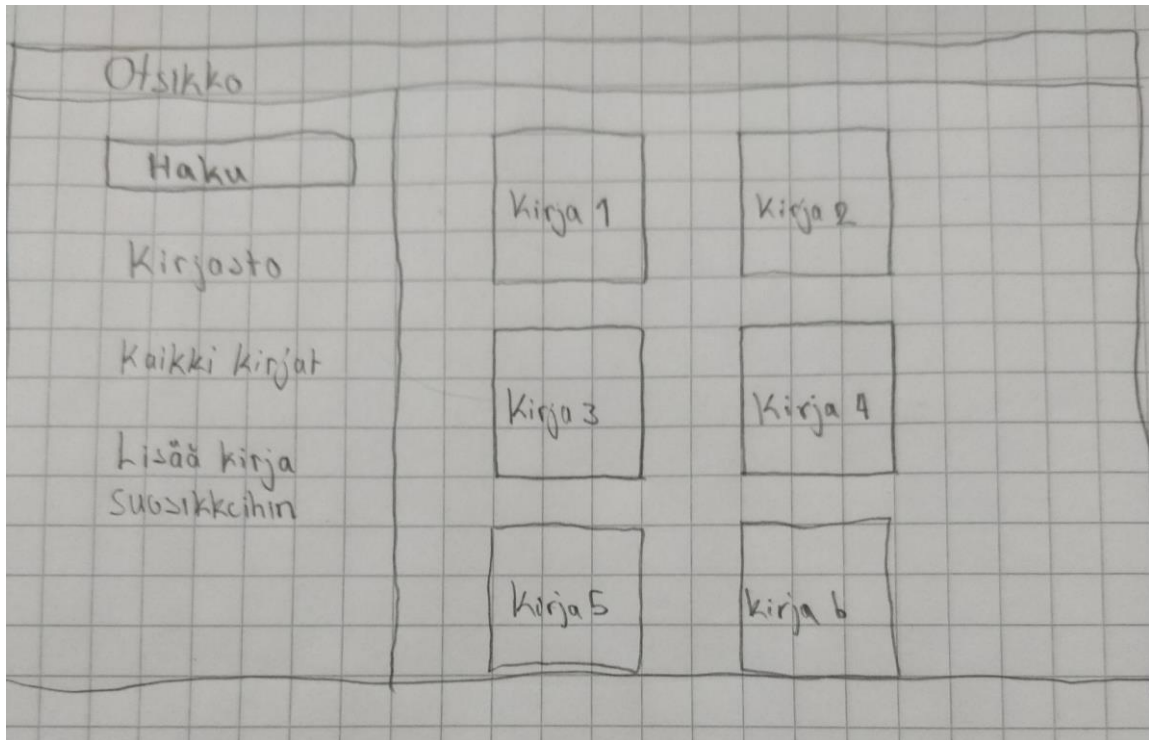 Otsikko
Haku
Kirjasto
Kaikki kirjat
Lisää kirja
suosikkeihin
Kirja 1
Kirja 2
Kirja 3
Kirja 4
Kirja 5
Kirja 6